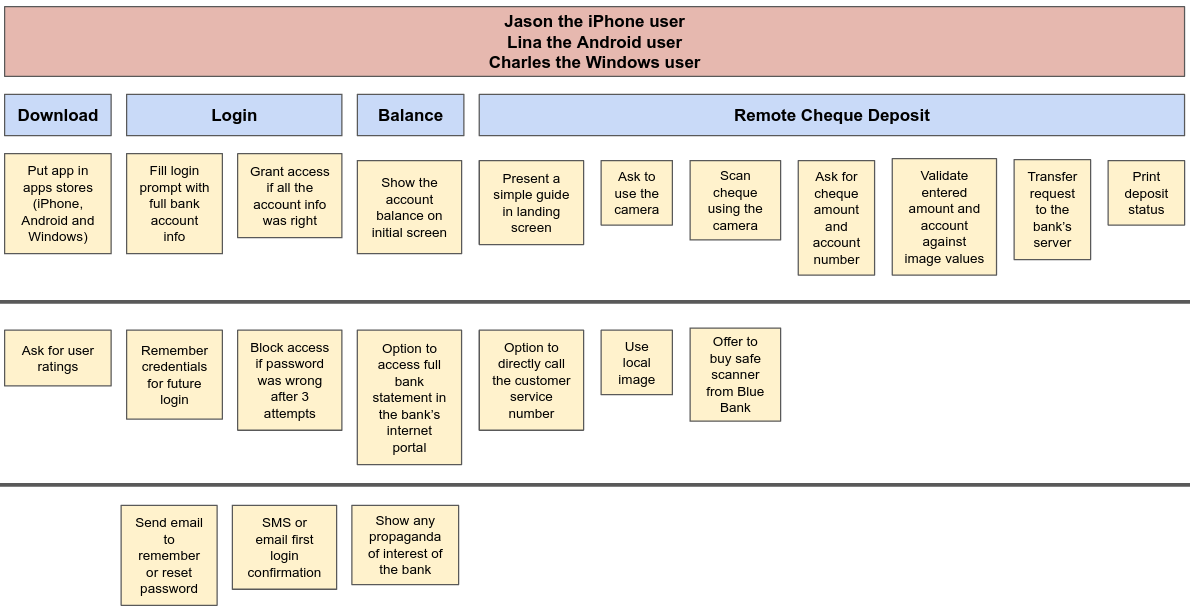 Jason the iPhone user
Lina the Android user
Charles the Windows user
Download
Login
Balance
Remote Cheque Deposit
Put app in
apps stores
(iPhone,
Android and
Windows)
Fill login
prompt with
full bank
account
info
Grant access
if all the
account info
was right
Show the
account
balance on
initial screen
Present a
simple guide
in landing
screen
Ask to
use the
camera
Scan
cheque
using the
camera
Ask for
cheque
amount
and
account
number
Validate
entered
amount and
account
against
image values
Transfer
request
to the
bank's
server
Print
deposit
status
Ask for user
ratings
Remember
credentials
for future
login
Block access
if password
was wrong
after 3
attempts
Option to
access full
bank
statement in
the bank's
internet
portal
Option to
directly call
the customer
service
number
Use
local
image
Offer to
buy safe
scanner
from Blue
Bank
Send email
to
remember
or reset
password
SMS or
email first
login
confirmation
Show any
propaganda
of interest of
the bank